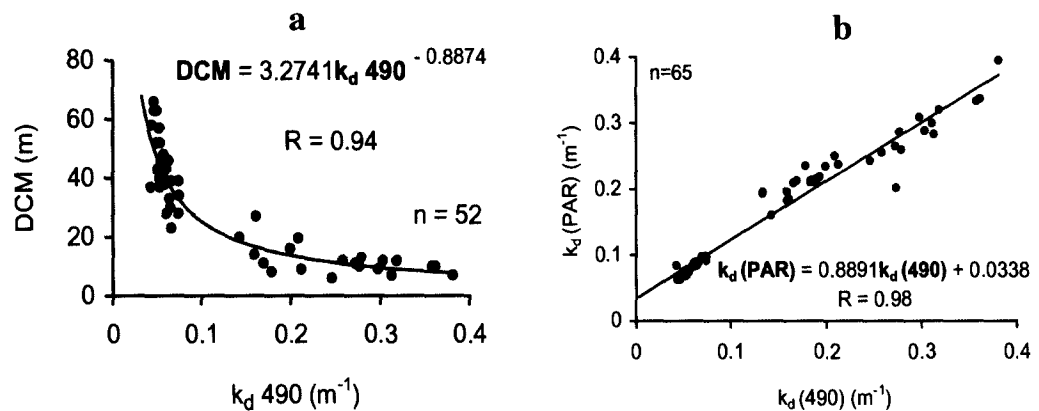 a
DCM = 3.2741k_d 490^-0.8874
R = 0.94
n = 52
DCM (m)
80
60
40
20
0
0 0.1 0.2 0.3 0.4
k_d 490 (m^-1)
b
n=65
k_d (PAR) (m^-1)
0.4
0.3
0.2
0.1
0
k_d (PAR) = 0.8891k_d (490) + 0.0338
R = 0.98
0 0.1 0.2 0.3 0.4
k_d (490) (m^-1)